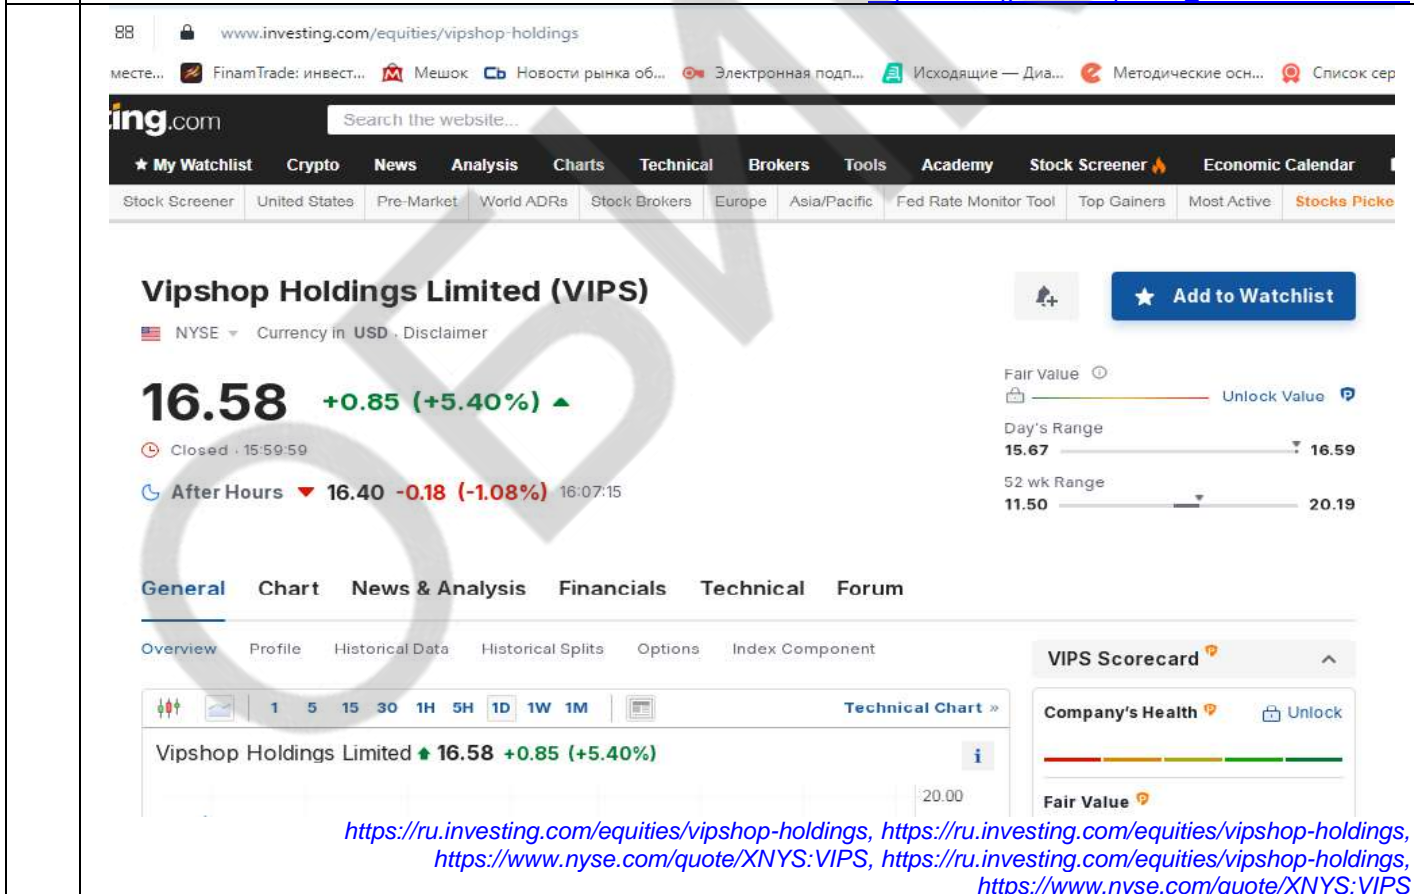 www.investing.com/equities/vipshop-holdings
месте... FinamTrade: инвест... Мешок Новости рынка об... Электронная подп... Исходящие — Диа... Методические осн... Список сер
ing.com Search the website...
★ My Watchlist Crypto News Analysis Charts Technical Brokers Tools Academy Stock Screener Economic Calendar
Stock Screener United States Pre-Market World ADRs Stock Brokers Europe Asia/Pacific Fed Rate Monitor Tool Top Gainers Most Active Stocks Picke
Vipshop Holdings Limited (VIPS)
Add to Watchlist
NYSE Currency in USD · Disclaimer
16.58 +0.85 (+5.40%)
Fair Value
Unlock Value
Day's Range
Closed · 15:59:59
15.67 16.59
After Hours 16.40 -0.18 (-1.08%) 16:07:15
52 wk Range
11.50 20.19
General Chart News & Analysis Financials Technical Forum
Overview Profile Historical Data Historical Splits Options Index Component
VIPS Scorecard
1 5 15 30 1H 5H 1D 1W 1M Technical Chart »
Company's Health Unlock
Vipshop Holdings Limited 16.58 +0.85 (+5.40%)
20.00
Fair Value
https://ru.investing.com/equities/vipshop-holdings, https://ru.investing.com/equities/vipshop-holdings,
https://www.nyse.com/quote/XNYS:VIPS, https://ru.investing.com/equities/vipshop-holdings,
https://www.nyse.com/quote/XNYS:VIPS